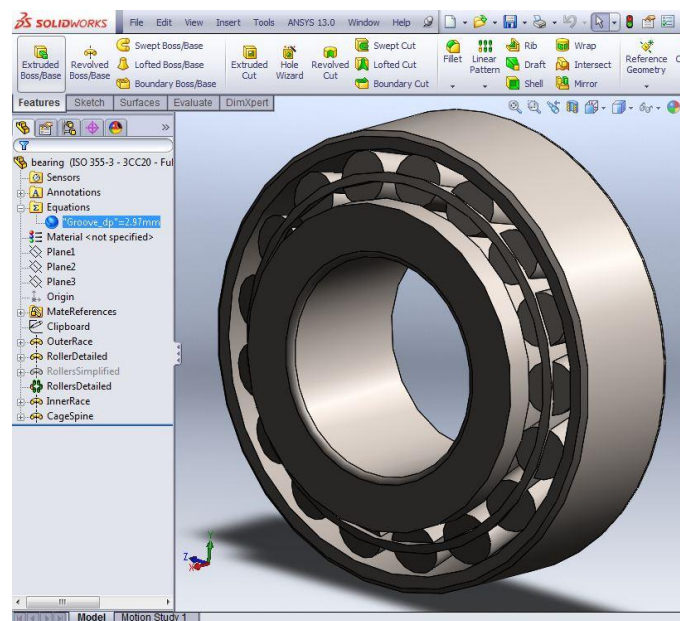 SOLIDWORKS File Edit View Insert Tools ANSYS 13.0 Window Help
Extruded Boss/Base
Revolved Boss/Base
Swept Boss/Base
Lofted Boss/Base
Boundary Boss/Base
Extruded Cut
Hole Wizard
Revolved Cut
Swept Cut
Lofted Cut
Boundary Cut
Fillet
Linear Pattern
Rib
Draft
Shell
Wrap
Intersect
Mirror
Reference Geometry
Features Sketch Surfaces Evaluate DimXpert
bearing (ISO 355-3 - 3CC20 - Ful
Sensors
Annotations
Equations
"Groove_dp"=2.97mm
Material <not specified>
Plane1
Plane2
Plane3
Origin
MateReferences
Clipboard
OuterRace
RollerDetailed
RollersSimplified
RollersDetailed
InnerRace
CageSpine
Y
Z
X
Model Motion Study 1